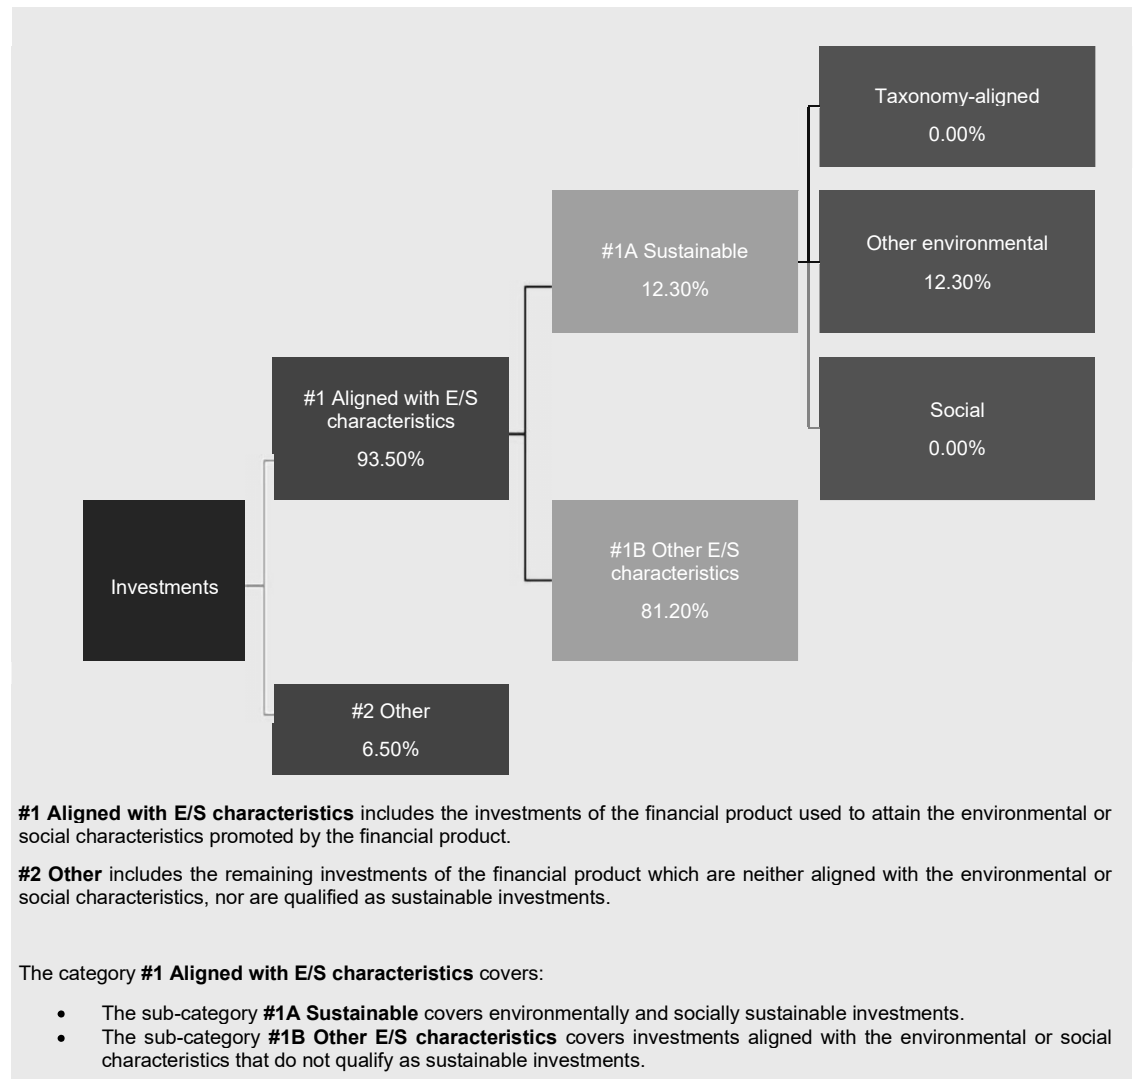 Taxonomy-aligned
0.00%
#1A Sustainable
12.30%
Other environmental
12.30%
#1 Aligned with E/S
characteristics
93.50%
Social
0.00%
Investments
#1B Other E/S
characteristics
81.20%
#2 Other
6.50%
#1 Aligned with E/S characteristics includes the investments of the financial product used to attain the environmental or
social characteristics promoted by the financial product.
#2 Other includes the remaining investments of the financial product which are neither aligned with the environmental or
social characteristics, nor are qualified as sustainable investments.
The category #1 Aligned with E/S characteristics covers:
• The sub-category #1A Sustainable covers environmentally and socially sustainable investments.
• The sub-category #1B Other E/S characteristics covers investments aligned with the environmental or social
characteristics that do not qualify as sustainable investments.